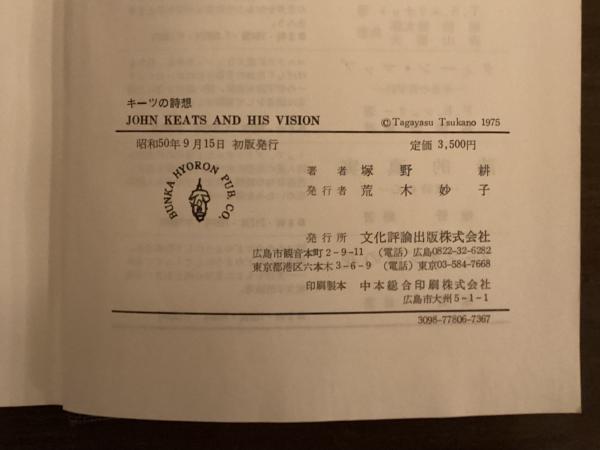 キーツの詩想
JOHN KEATS AND HIS VISION
©Tagayasu Tsukano 1975
昭和50年9月15日 初版発行
定価 3,500円
BUNKA HYORON PUB. CO.
著者 塚野耕
発行者 荒木妙子
発行所 文化評論出版株式会社
広島市観音本町2-9-11 (電話) 広島0822-32-6282
東京都港区六本木3-6-9 (電話) 東京03-584-7668
印刷製本 中本総合印刷株式会社
広島市大州5-1-1
3098-77806-7367